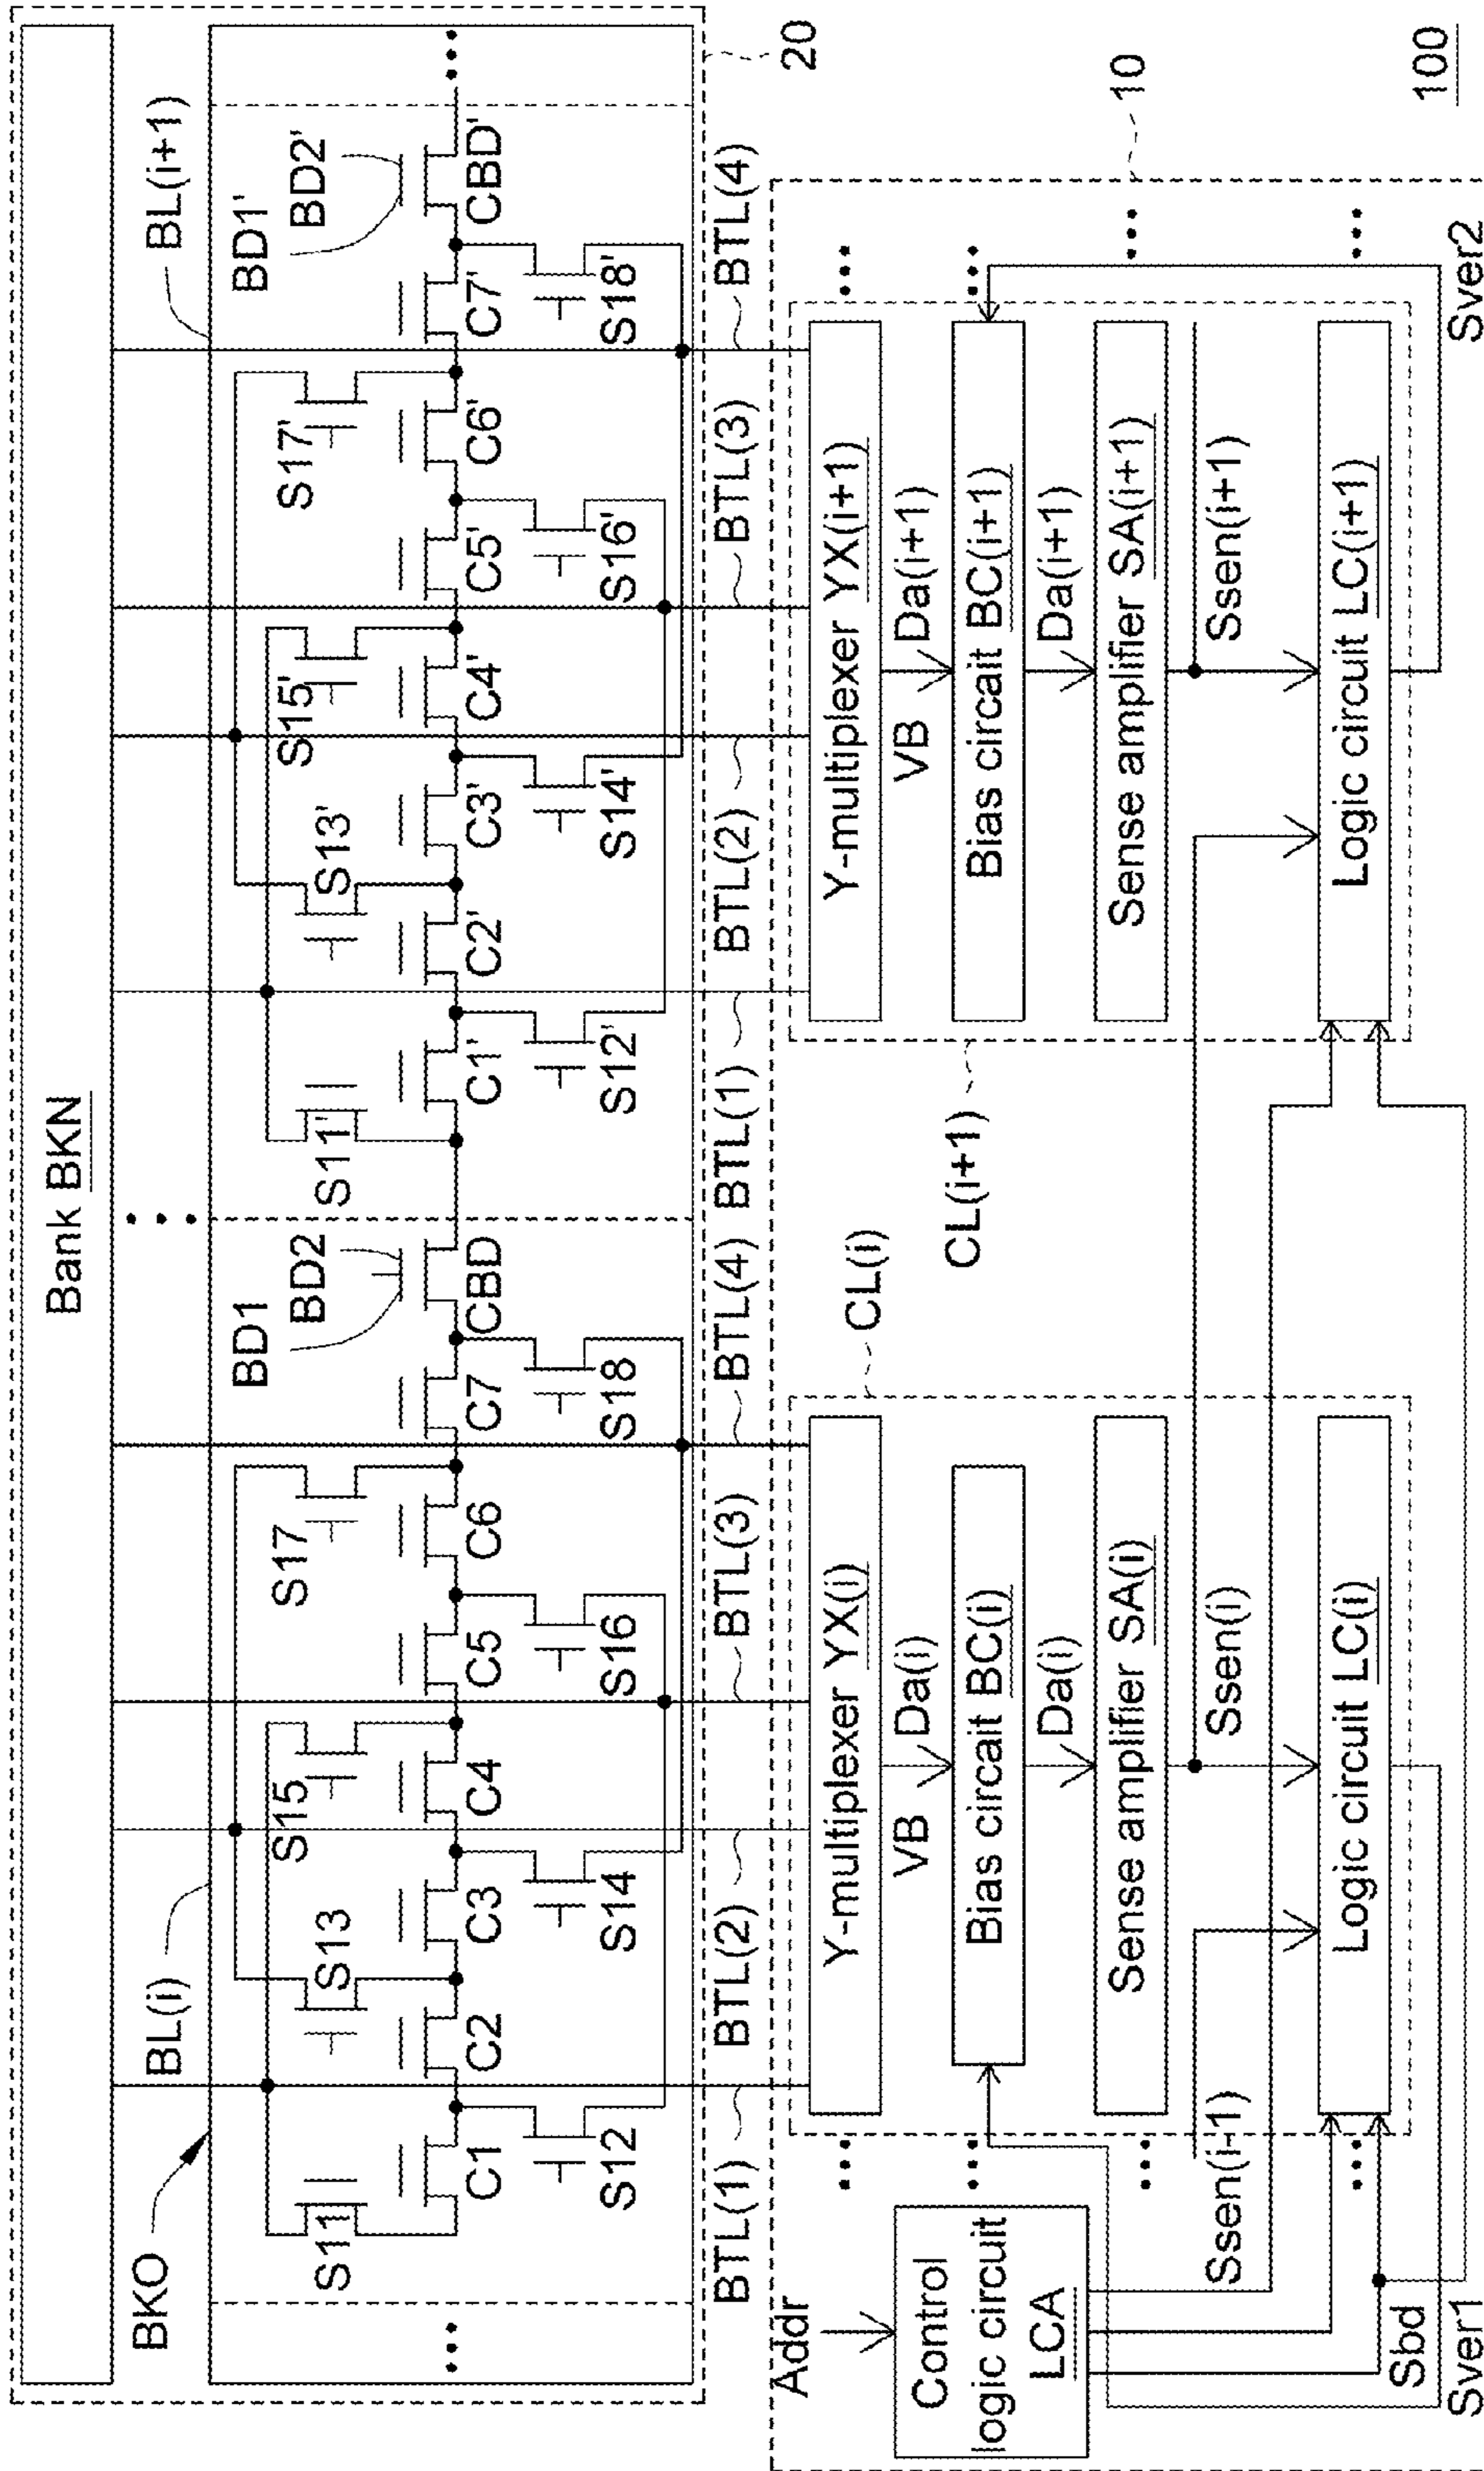 Bank BKN
BKO
BL(i)
BL(i+1)
20
S11
S13
S15
S17
BD1
BD2
S11'
S13'
S15'
S17'
BD1'
BD2'
C1
C2
C3
C4
C5
C6
C7
CBD
C1'
C2'
C3'
C4'
C5'
C6'
C7'
CBD'
S12
S14
S16
S18
S12'
S14'
S16'
S18'
BTL(1)
BTL(2)
BTL(3)
BTL(4)
BTL(1)
BTL(2)
BTL(3)
BTL(4)
Addr
CL(i)
CL(i+1)
10
Y-multiplexer YX(i)
Y-multiplexer YX(i+1)
VB
Da(i)
VB
Da(i+1)
Control
logic circuit
LCA
Bias circait BC(i)
Bias circait BC(i+1)
Da(i)
Da(i+1)
Sense amplifier SA(i)
Sense amplifier SA(i+1)
Ssen(i-1)
Ssen(i)
Ssen(i+1)
Logic circuit LC(i)
Logic circuit LC(i+1)
Sbd
Sver1
Sver2
100